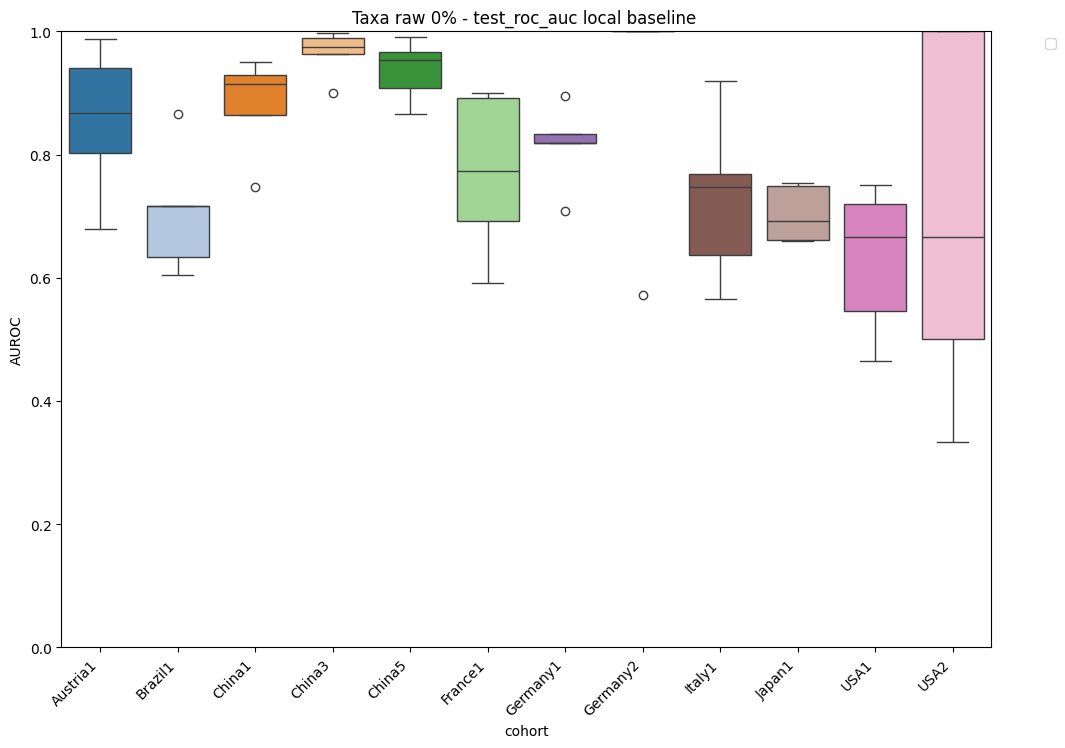 Taxa raw 0% - test_roc_auc local baseline
1.0
0.8
0.6
0.4
0.2
0.0
AUROC
Austria1
Brazil1
China1
China3
China5
France1
Germany1
Germany2
Italy1
Japan1
USA1
USA2
cohort